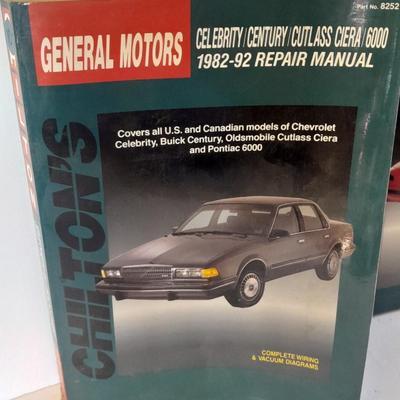 Part No. 8252
GENERAL MOTORS
CELEBRITY/CENTURY/CUTLASS CIERA/6000
1982-92 REPAIR MANUAL
CHILTON'S
Covers all U.S. and Canadian models of Chevrolet
Celebrity, Buick Century, Oldsmobile Cutlass Ciera
and Pontiac 6000
COMPLETE WIRING
& VACUUM DIAGRAMS